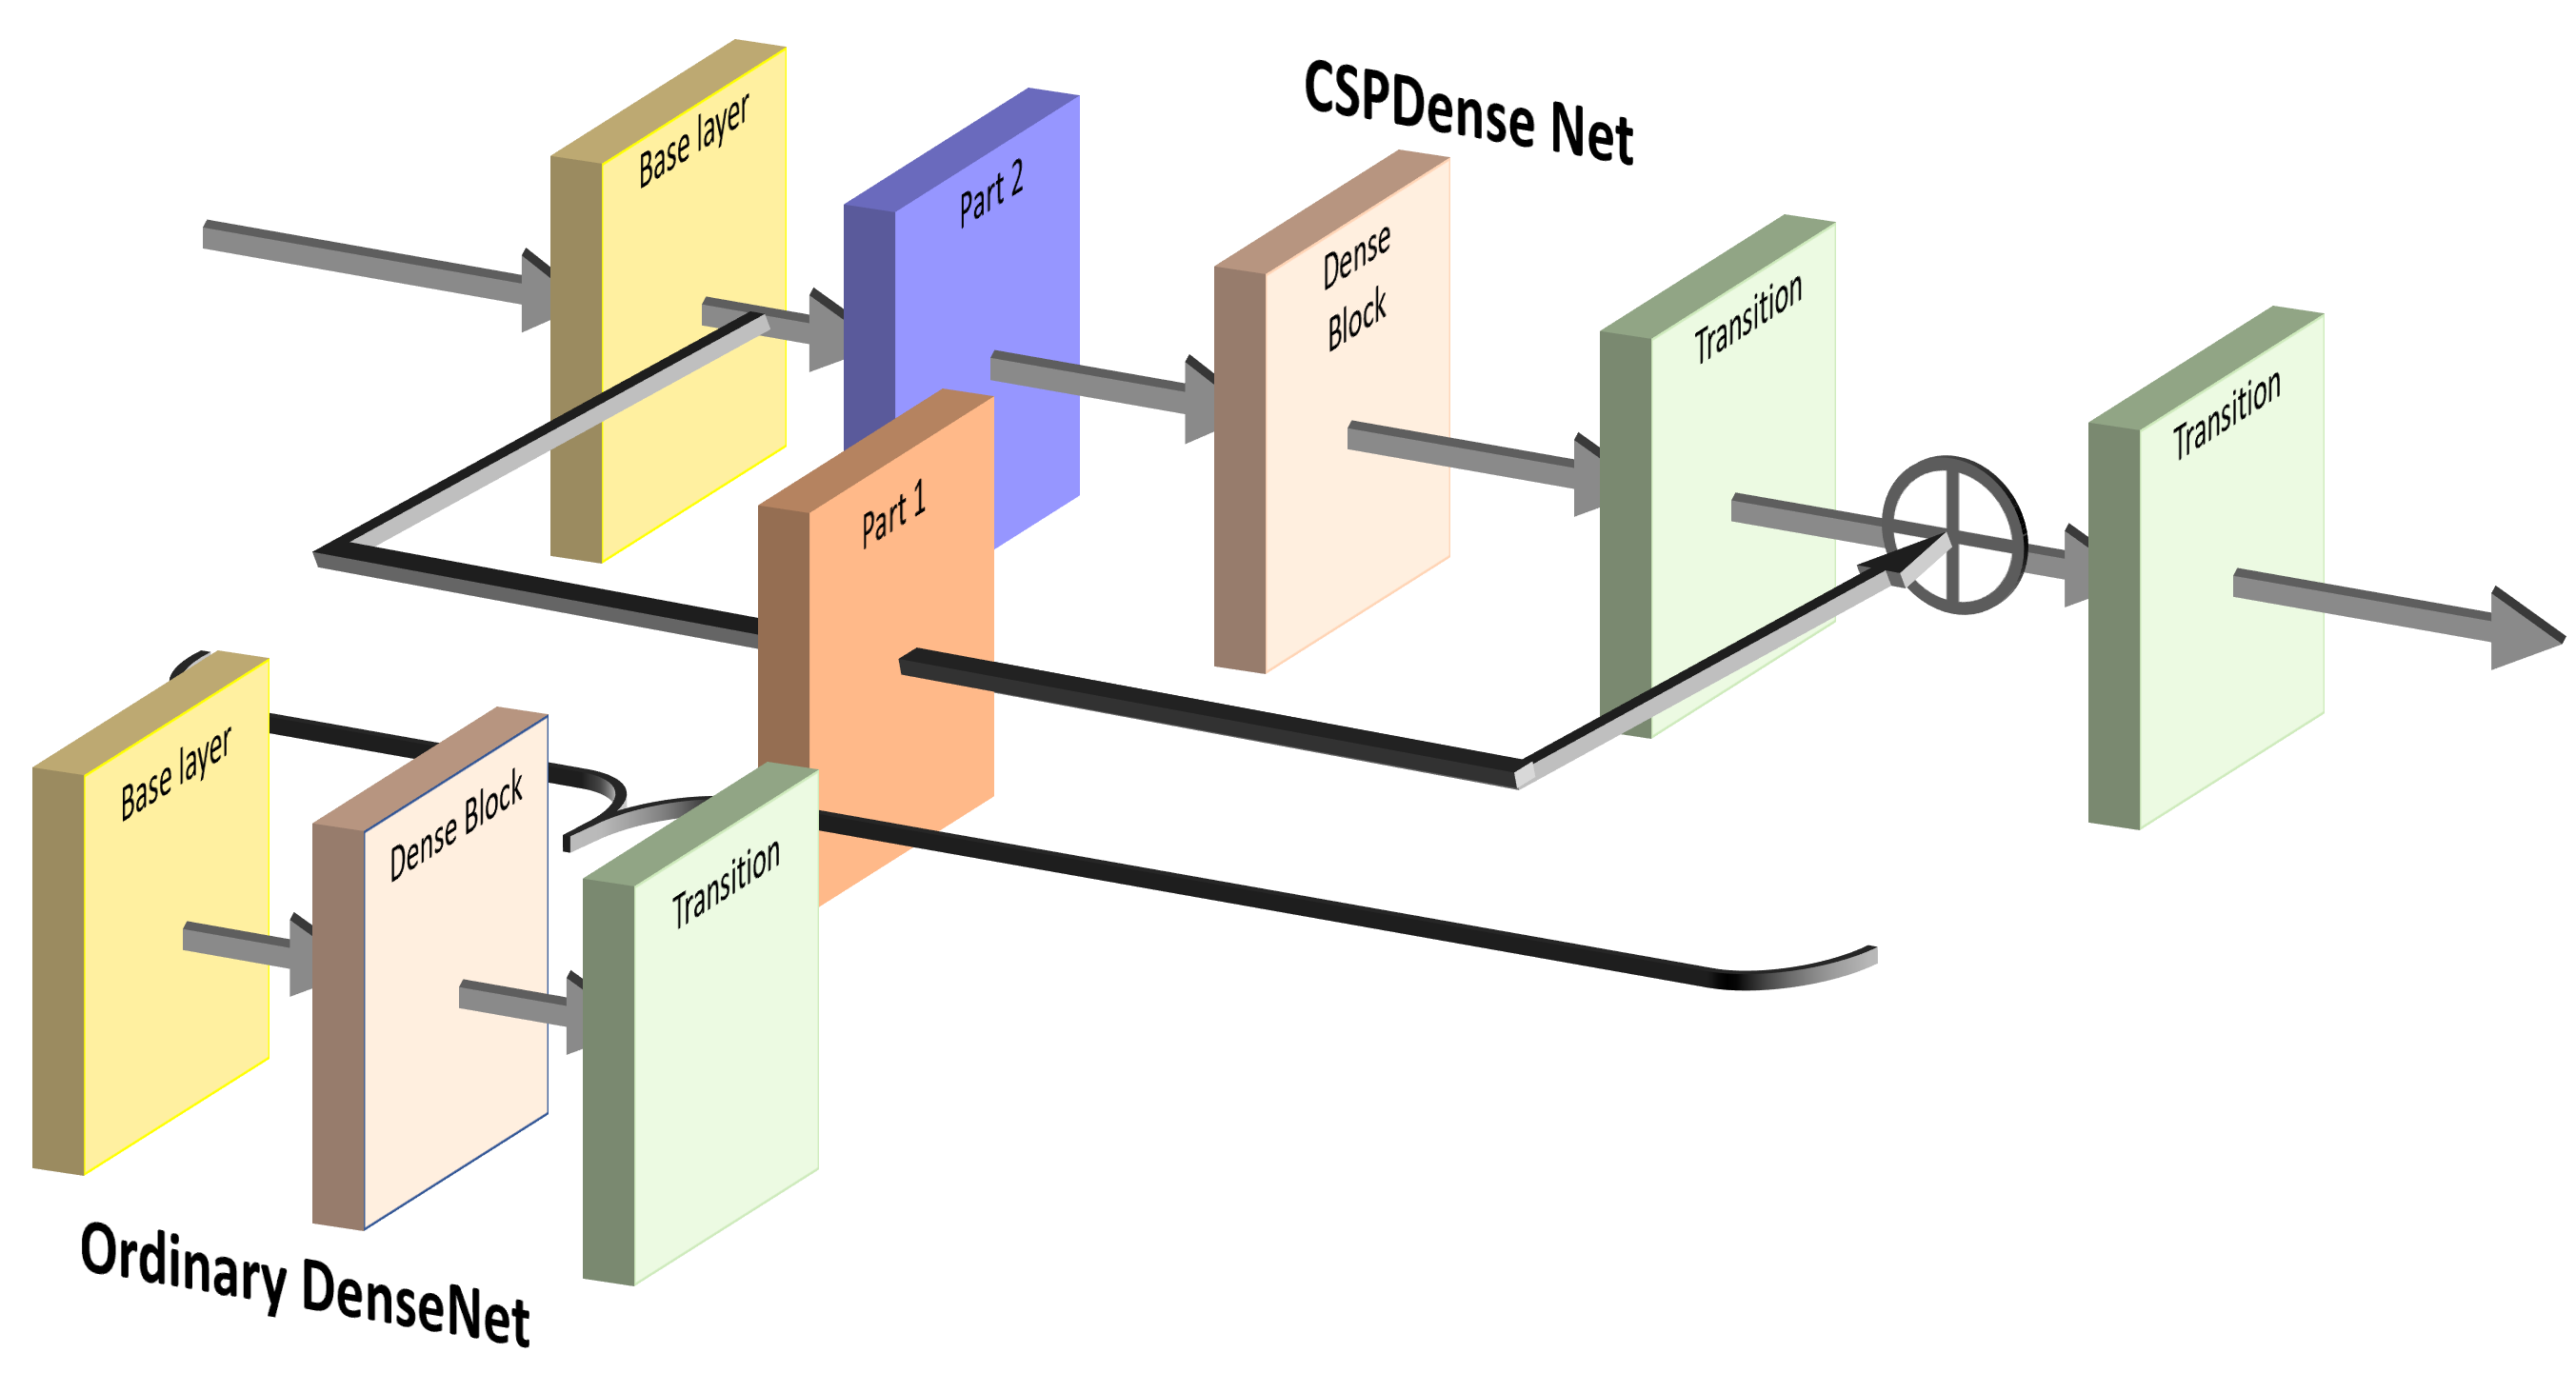 CSPDense Net
Base layer
Part 2
Dense
Block
Transition
Transition
Part 1
Base layer
Dense Block
Transition
Ordinary DenseNet